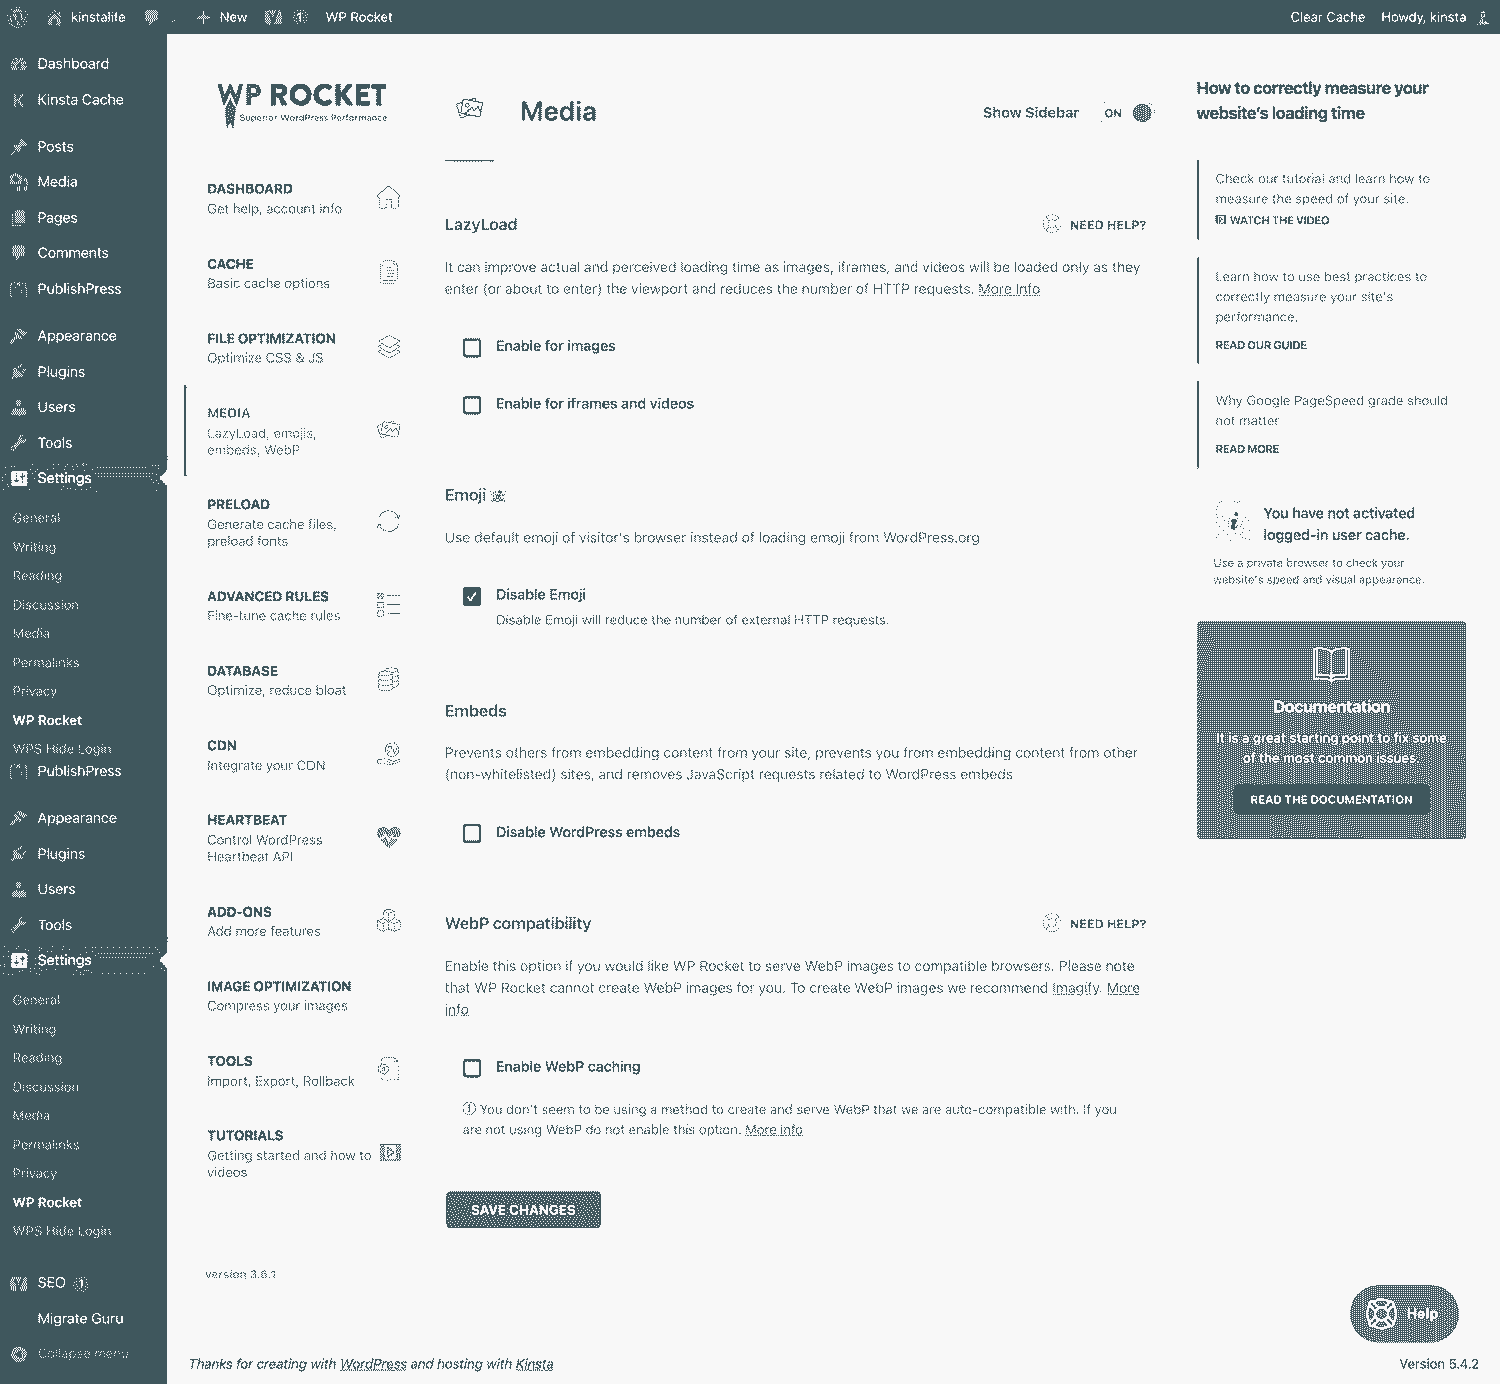 kinstalife
New
1
WP Rocket
Clear Cache
Howdy, kinsta
Dashboard
Kinsta Cache
Posts
Media
Pages
Comments
PublishPress
Appearance
Plugins
Users
Tools
Settings
General
Writing
Reading
Discussion
Media
Permalinks
Privacy
WP Rocket
WPS Hide Login
PublishPress
Appearance
Plugins
Users
Tools
Settings
General
Writing
Reading
Discussion
Media
Permalinks
Privacy
WP Rocket
WPS Hide Login
SEO 1
Migrate Guru
Collapse menu
WP ROCKET
Superior WordPress Performance
DASHBOARD
Get help, account info
CACHE
Basic cache options
FILE OPTIMIZATION
Optimize CSS & JS
MEDIA
LazyLoad, emojis,
embeds, WebP
PRELOAD
Generate cache files,
preload fonts
ADVANCED RULES
Fine-tune cache rules
DATABASE
Optimize, reduce bloat
CDN
Integrate your CDN
HEARTBEAT
Control WordPress
Heartbeat API
ADD-ONS
Add more features
IMAGE OPTIMIZATION
Compress your images
TOOLS
Import, Export, Rollback
TUTORIALS
Getting started and how to
videos
version 3.6.1
Media
Show Sidebar
ON
LazyLoad
NEED HELP?
It can improve actual and perceived loading time as images, iframes, and videos will be loaded only as they
enter (or about to enter) the viewport and reduces the number of HTTP requests. More Info
Enable for images
Enable for iframes and videos
Emoji
Use default emoji of visitor's browser instead of loading emoji from WordPress.org
Disable Emoji
Disable Emoji will reduce the number of external HTTP requests.
Embeds
Prevents others from embedding content from your site, prevents you from embedding content from other
(non-whitelisted) sites, and removes JavaScript requests related to WordPress embeds
Disable WordPress embeds
WebP compatibility
NEED HELP?
Enable this option if you would like WP Rocket to serve WebP images to compatible browsers. Please note
that WP Rocket cannot create WebP images for you. To create WebP images we recommend Imagify. More
info
Enable WebP caching
You don't seem to be using a method to create and serve WebP that we are auto-compatible with. If you
are not using WebP do not enable this option. More info
SAVE CHANGES
How to correctly measure your
website's loading time
Check our tutorial and learn how to
measure the speed of your site.
WATCH THE VIDEO
Learn how to use best practices to
correctly measure your site's
performance.
READ OUR GUIDE
Why Google PageSpeed grade should
not matter
READ MORE
You have not activated
logged-in user cache.
Use a private browser to check your
website's speed and visual appearance.
Documentation
It is a great starting point to fix some
of the most common issues.
READ THE DOCUMENTATION
Help
Thanks for creating with WordPress and hosting with Kinsta
Version 5.4.2